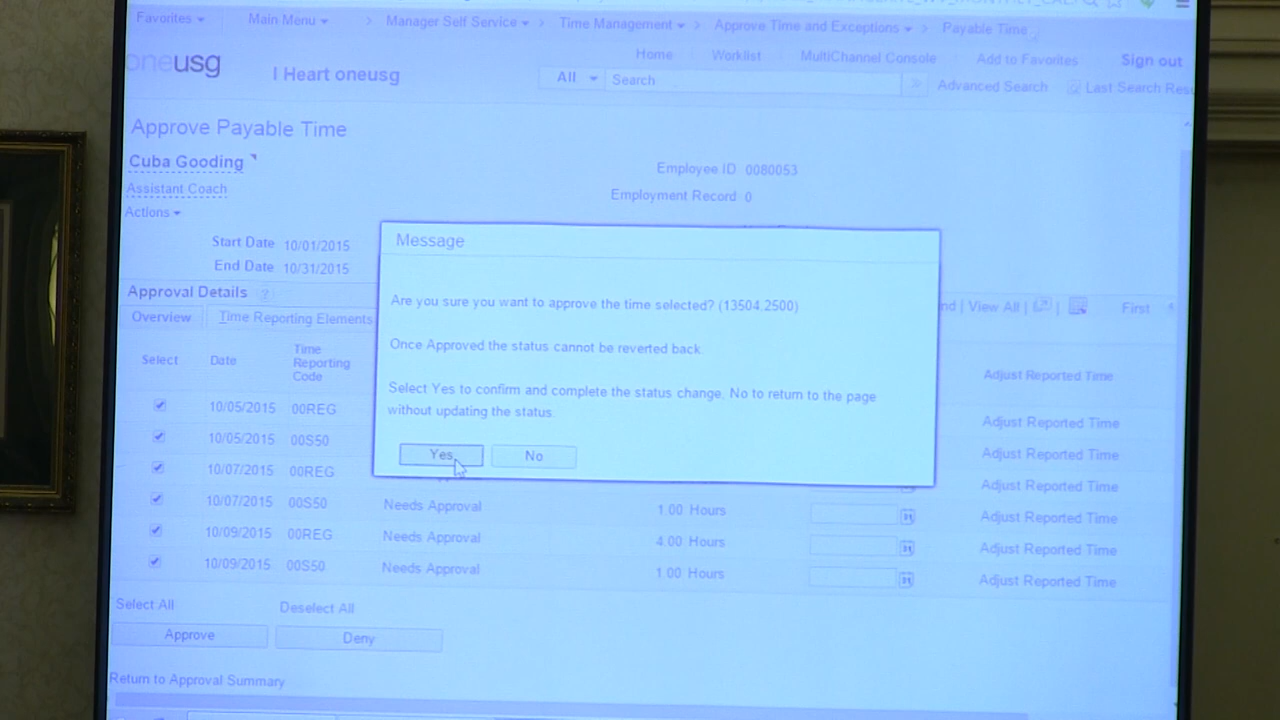 Favorites Main Menu > Manager Self Service > Time Management > Approve Time and Exceptions > Payable Time
Home Worklist MultiChannel Console Add to Favorites Sign out
oneusg I Heart oneusg
All Search » Advanced Search Last Search
Approve Payable Time
Cuba Gooding
Employee ID 0080053
Assistant Coach
Employment Record 0
Actions
Start Date 10/01/2015
End Date 10/31/2015
Message
Are you sure you want to approve the time selected? (13504,2500)
Once Approved the status cannot be reverted back.
Select Yes to confirm and complete the status change, No to return to the page
without updating the status.
Yes No
Approval Details ?
| View All | | First
Overview Time Reporting Elements
Select Date Time Reporting Code Adjust Reported Time
10/05/2015 00REG Adjust Reported Time
10/05/2015 00S50 Adjust Reported Time
10/07/2015 00REG Adjust Reported Time
10/07/2015 00S50 Needs Approval 1.00 Hours Adjust Reported Time
10/09/2015 00REG Needs Approval 4.00 Hours Adjust Reported Time
10/09/2015 00S50 Needs Approval 1.00 Hours Adjust Reported Time
Select All Deselect All
Approve Deny
Return to Approval Summary